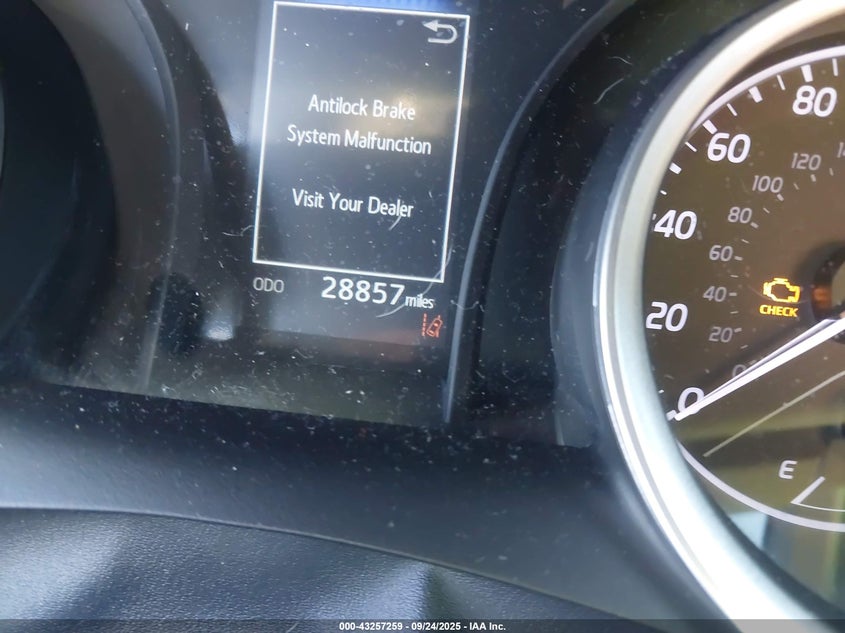 Antilock Brake
System Malfunction
Visit Your Dealer
ODO 28857 miles
80
60
40
20
0
120
100
80
60
40
20
0
CHECK
E
000-43257259 - 09/24/2025 - IAA Inc.